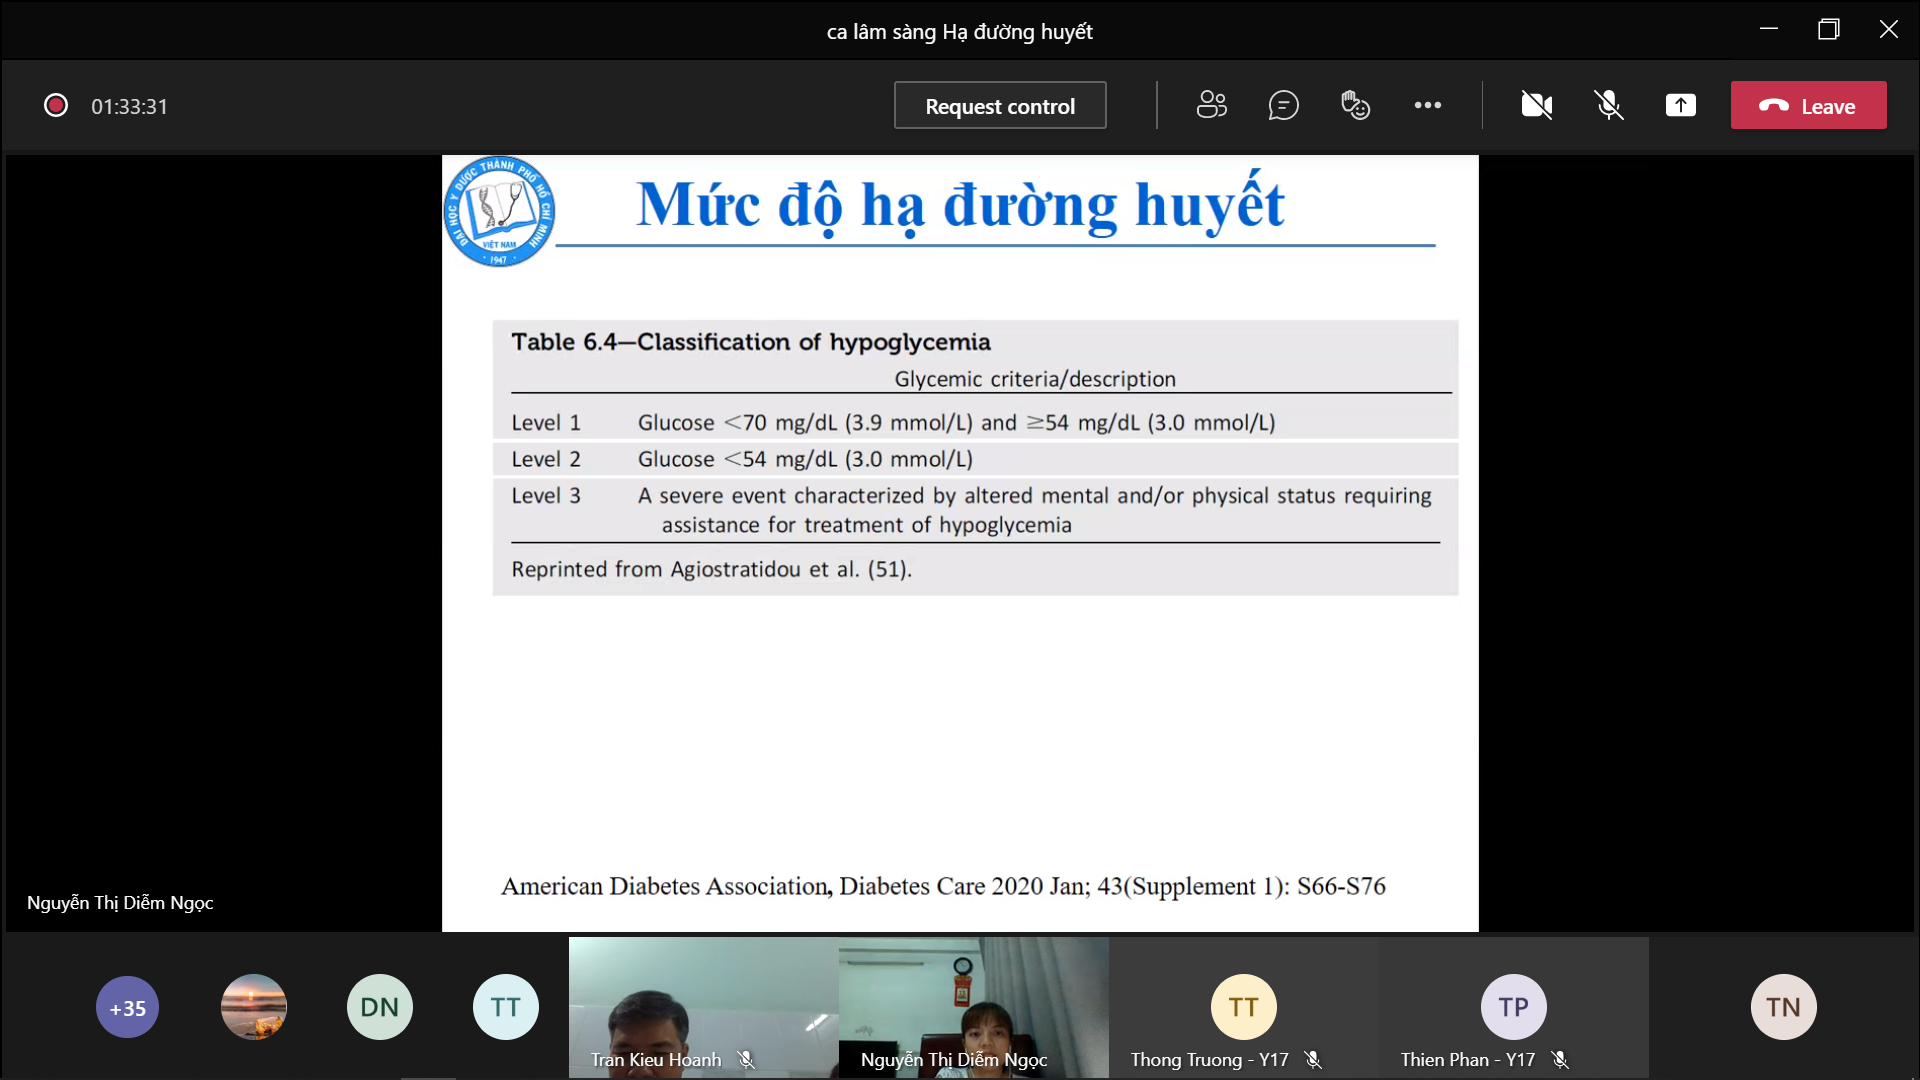 ca lâm sàng Hạ đường huyết
01:33:31
Request control
Leave
ĐẠI HỌC Y DƯỢC THÀNH PHỐ HỒ CHÍ MINH
VIỆT NAM
1947
Mức độ hạ đường huyết
Table 6.4—Classification of hypoglycemia
Glycemic criteria/description
Level 1 Glucose <70 mg/dL (3.9 mmol/L) and ≥54 mg/dL (3.0 mmol/L)
Level 2 Glucose <54 mg/dL (3.0 mmol/L)
Level 3 A severe event characterized by altered mental and/or physical status requiring
assistance for treatment of hypoglycemia
Reprinted from Agiostratidou et al. (51).
American Diabetes Association, Diabetes Care 2020 Jan; 43(Supplement 1): S66-S76
Nguyễn Thị Diễm Ngọc
+35
DN
TT
Tran Kieu Hoanh
Nguyễn Thị Diễm Ngọc
TT
Thong Truong - Y17
TP
Thien Phan - Y17
TN